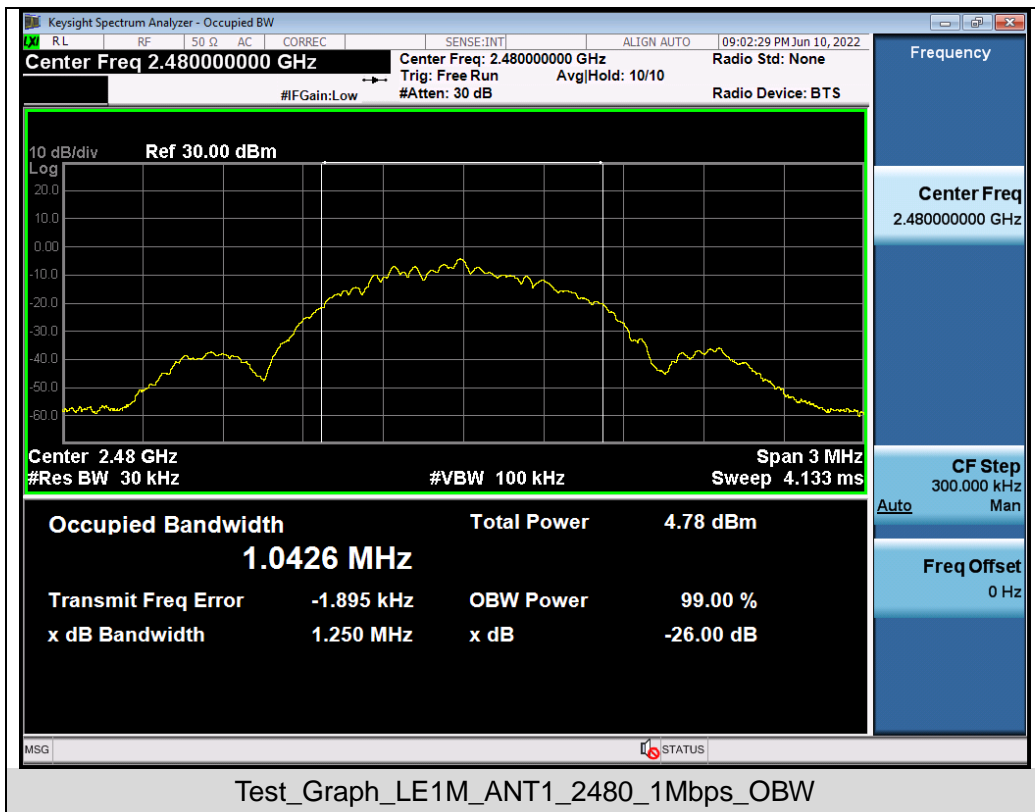 Keysight Spectrum Analyzer - Occupied BW
LXI RL RF 50 Ω AC CORREC SENSE:INT ALIGN AUTO 09:02:29 PM Jun 10, 2022
Center Freq 2.480000000 GHz
Center Freq: 2.480000000 GHz
Radio Std: None
Trig: Free Run Avg|Hold: 10/10
#IFGain:Low
#Atten: 30 dB
Radio Device: BTS
10 dB/div Ref 30.00 dBm
Log
20.0
10.0
0.00
-10.0
-20.0
-30.0
-40.0
-50.0
-60.0
Center 2.48 GHz
Span 3 MHz
#Res BW 30 kHz
#VBW 100 kHz
Sweep 4.133 ms
Occupied Bandwidth
1.0426 MHz
Total Power 4.78 dBm
Transmit Freq Error -1.895 kHz
OBW Power 99.00 %
x dB Bandwidth 1.250 MHz
x dB -26.00 dB
Frequency
Center Freq
2.480000000 GHz
CF Step
300.000 kHz
Auto Man
Freq Offset
0 Hz
MSG
STATUS
Test_Graph_LE1M_ANT1_2480_1Mbps_OBW